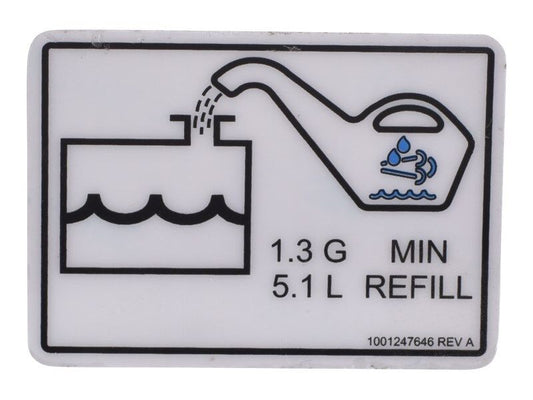 1.3 G MIN
5.1 L REFILL
1001247646 REV A